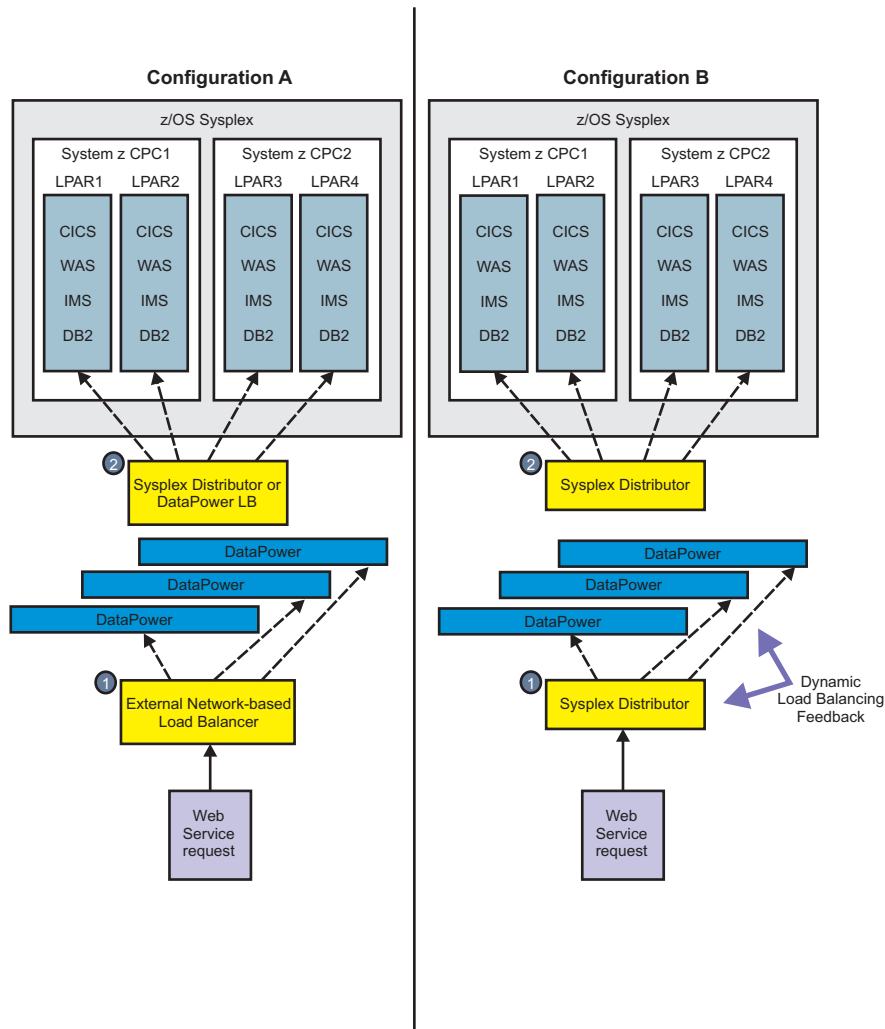 Configuration A
z/OS Sysplex
System z CPC1
System z CPC2
LPAR1
LPAR2
LPAR3
LPAR4
CICS
WAS
IMS
DB2
CICS
WAS
IMS
DB2
CICS
WAS
IMS
DB2
CICS
WAS
IMS
DB2
2
Sysplex Distributor or
DataPower LB
DataPower
DataPower
DataPower
1
External Network-based
Load Balancer
Web
Service
request
Configuration B
z/OS Sysplex
System z CPC1
System z CPC2
LPAR1
LPAR2
LPAR3
LPAR4
CICS
WAS
IMS
DB2
CICS
WAS
IMS
DB2
CICS
WAS
IMS
DB2
CICS
WAS
IMS
DB2
2
Sysplex Distributor
DataPower
DataPower
DataPower
1
Sysplex Distributor
Dynamic
Load Balancing
Feedback
Web
Service
request